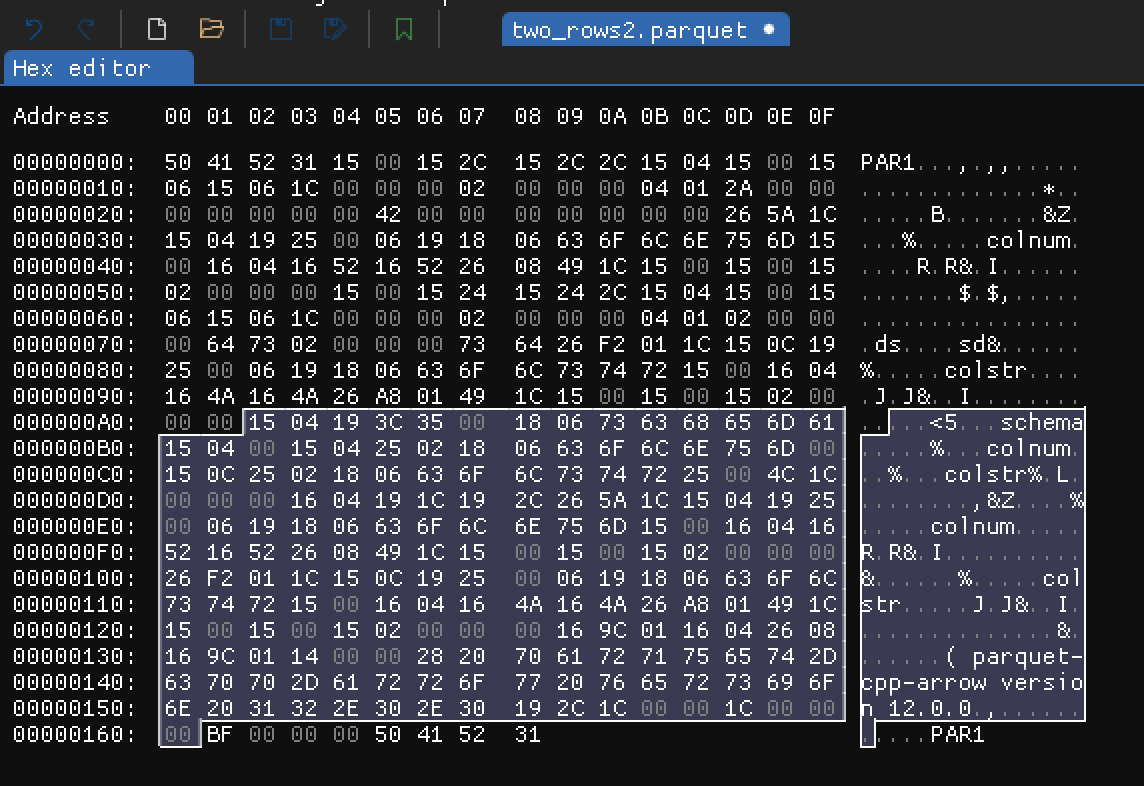 two_rows2.parquet
Hex editor
Address 00 01 02 03 04 05 06 07 08 09 0A 0B 0C 0D 0E 0F
00000000: 50 41 52 31 15 00 15 2C 15 2C 2C 15 04 15 00 15 PAR1...,.,,.....
00000010: 06 15 06 1C 00 00 00 02 00 00 00 04 01 2A 00 00 .............*..
00000020: 00 00 00 00 00 42 00 00 00 00 00 00 00 26 5A 1C .....B.......&Z.
00000030: 15 04 19 25 00 06 19 18 06 63 6F 6C 6E 75 6D 15 ...%.....colnum.
00000040: 00 16 04 16 52 16 52 26 08 49 1C 15 00 15 00 15 ....R.R&.I......
00000050: 02 00 00 00 15 00 15 24 15 24 2C 15 04 15 00 15 .......$.$,.....
00000060: 06 15 06 1C 00 00 00 02 00 00 00 04 01 02 00 00 ................
00000070: 00 64 73 02 00 00 00 73 64 26 F2 01 1C 15 0C 19 .ds....sd&......
00000080: 25 00 06 19 18 06 63 6F 6C 73 74 72 15 00 16 04 %.....colstr....
00000090: 16 4A 16 4A 26 A8 01 49 1C 15 00 15 00 15 02 00 .J.J&..I........
000000A0: 00 00 15 04 19 3C 35 00 18 06 73 63 68 65 6D 61 .....<5...schema
000000B0: 15 04 00 15 04 25 02 18 06 63 6F 6C 6E 75 6D 00 .....%...colnum.
000000C0: 15 0C 25 02 18 06 63 6F 6C 73 74 72 25 00 4C 1C ..%...colstr%.L.
000000D0: 00 00 00 16 04 19 1C 19 2C 26 5A 1C 15 04 19 25 ........,&Z....%
000000E0: 00 06 19 18 06 63 6F 6C 6E 75 6D 15 00 16 04 16 .....colnum.....
000000F0: 52 16 52 26 08 49 1C 15 00 15 00 15 02 00 00 00 R.R&.I..........
00000100: 26 F2 01 1C 15 0C 19 25 00 06 19 18 06 63 6F 6C &......%.....col
00000110: 73 74 72 15 00 16 04 16 4A 16 4A 26 A8 01 49 1C str.....J.J&..I.
00000120: 15 00 15 00 15 02 00 00 00 00 16 9C 01 16 04 26 08 ..............&.
00000130: 16 9C 01 14 00 00 28 20 70 61 72 71 75 65 74 2D ......( parquet-
00000140: 63 70 70 2D 61 72 72 6F 77 20 76 65 72 73 69 6F cpp-arrow versio
00000150: 6E 20 31 32 2E 30 2E 30 19 2C 1C 00 00 1C 00 00 n 12.0.0.,......
00000160: 00 BF 00 00 00 50 41 52 31 .....PAR1